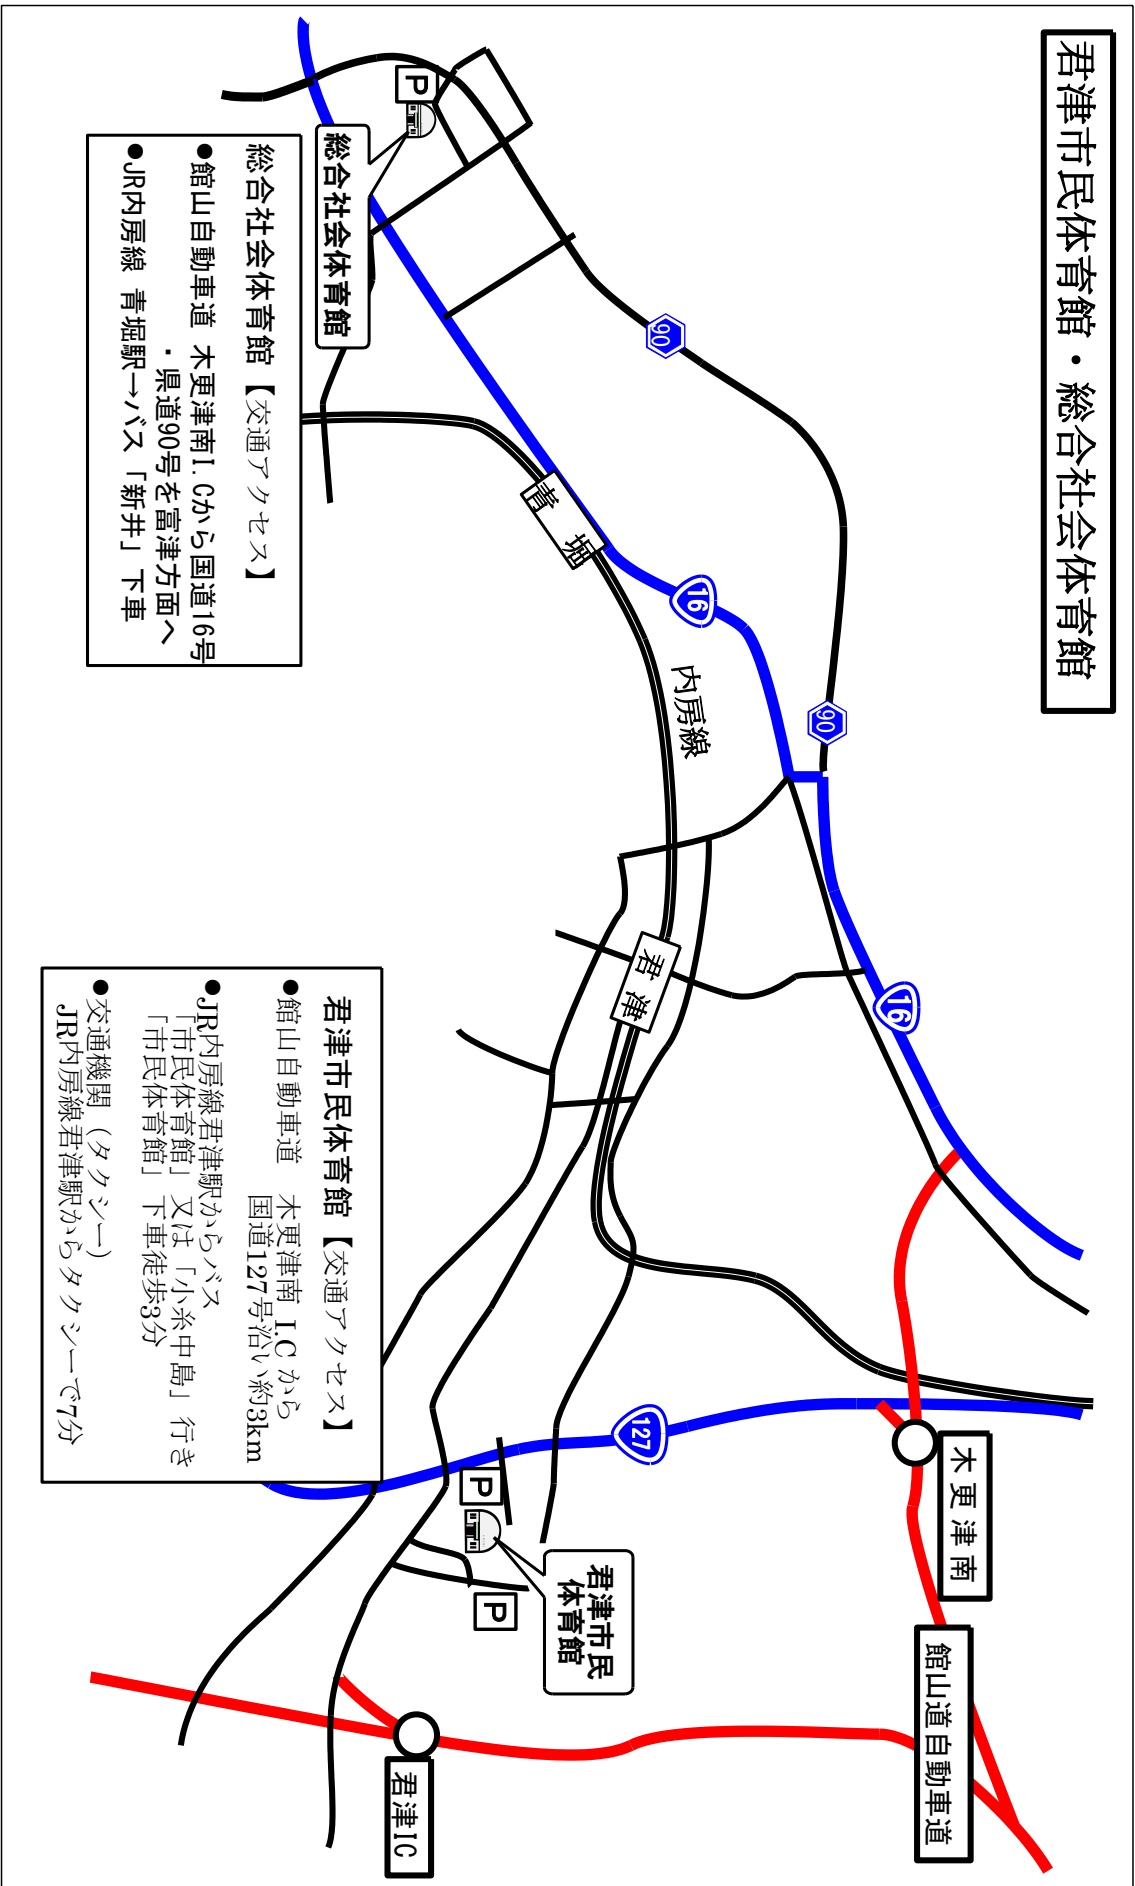 君津市民体育館・総合社会体育館
90
90
16
16
127
内房線
青堀
君津
P
総合社会体育館
総合社会体育館【交通アクセス】
●館山自動車道 木更津南I.Cから国道16号
・県道90号を富津方面へ
●JR内房線 青堀駅→バス「新井」下車
木更津南
館山道自動車道
君津市民
体育館
P
P
君津IC
君津市民体育館【交通アクセス】
●館山自動車道 木更津南 I.C から
国道127号沿い約3km
●JR内房線君津駅からバス
「市民体育館」又は「小糸中島」行き
「市民体育館」下車徒歩3分
●交通機関（タクシー）
JR内房線君津駅からタクシーで7分